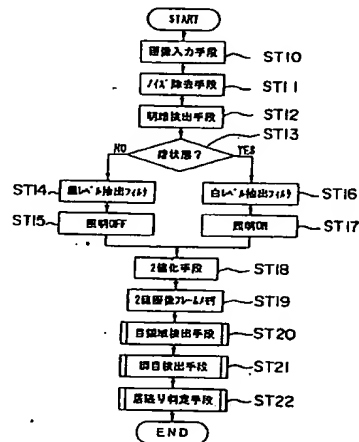 START
画像入力手段 ST10
ノイズ除去手段 ST11
明暗検出手段 ST12
ST13
暗状態?
NO YES
ST14 黒レベル抽出フィルタ 白レベル抽出フィルタ ST16
ST15 照明OFF 照明ON ST17
2値化手段 ST18
2値画像フレームメモリ ST19
目領域検出手段 ST20
瞬目検出手段 ST21
居眠り判定手段 ST22
END